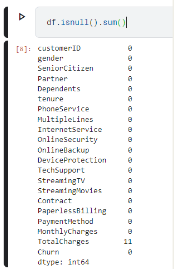 df.isnull().sum()
[8]: customerID 0
gender 0
SeniorCitizen 0
Partner 0
Dependents 0
tenure 0
PhoneService 0
MultipleLines 0
InternetService 0
OnlineSecurity 0
OnlineBackup 0
DeviceProtection 0
TechSupport 0
StreamingTV 0
StreamingMovies 0
Contract 0
PaperlessBilling 0
PaymentMethod 0
MonthlyCharges 0
TotalCharges 11
Churn 0
dtype: int64